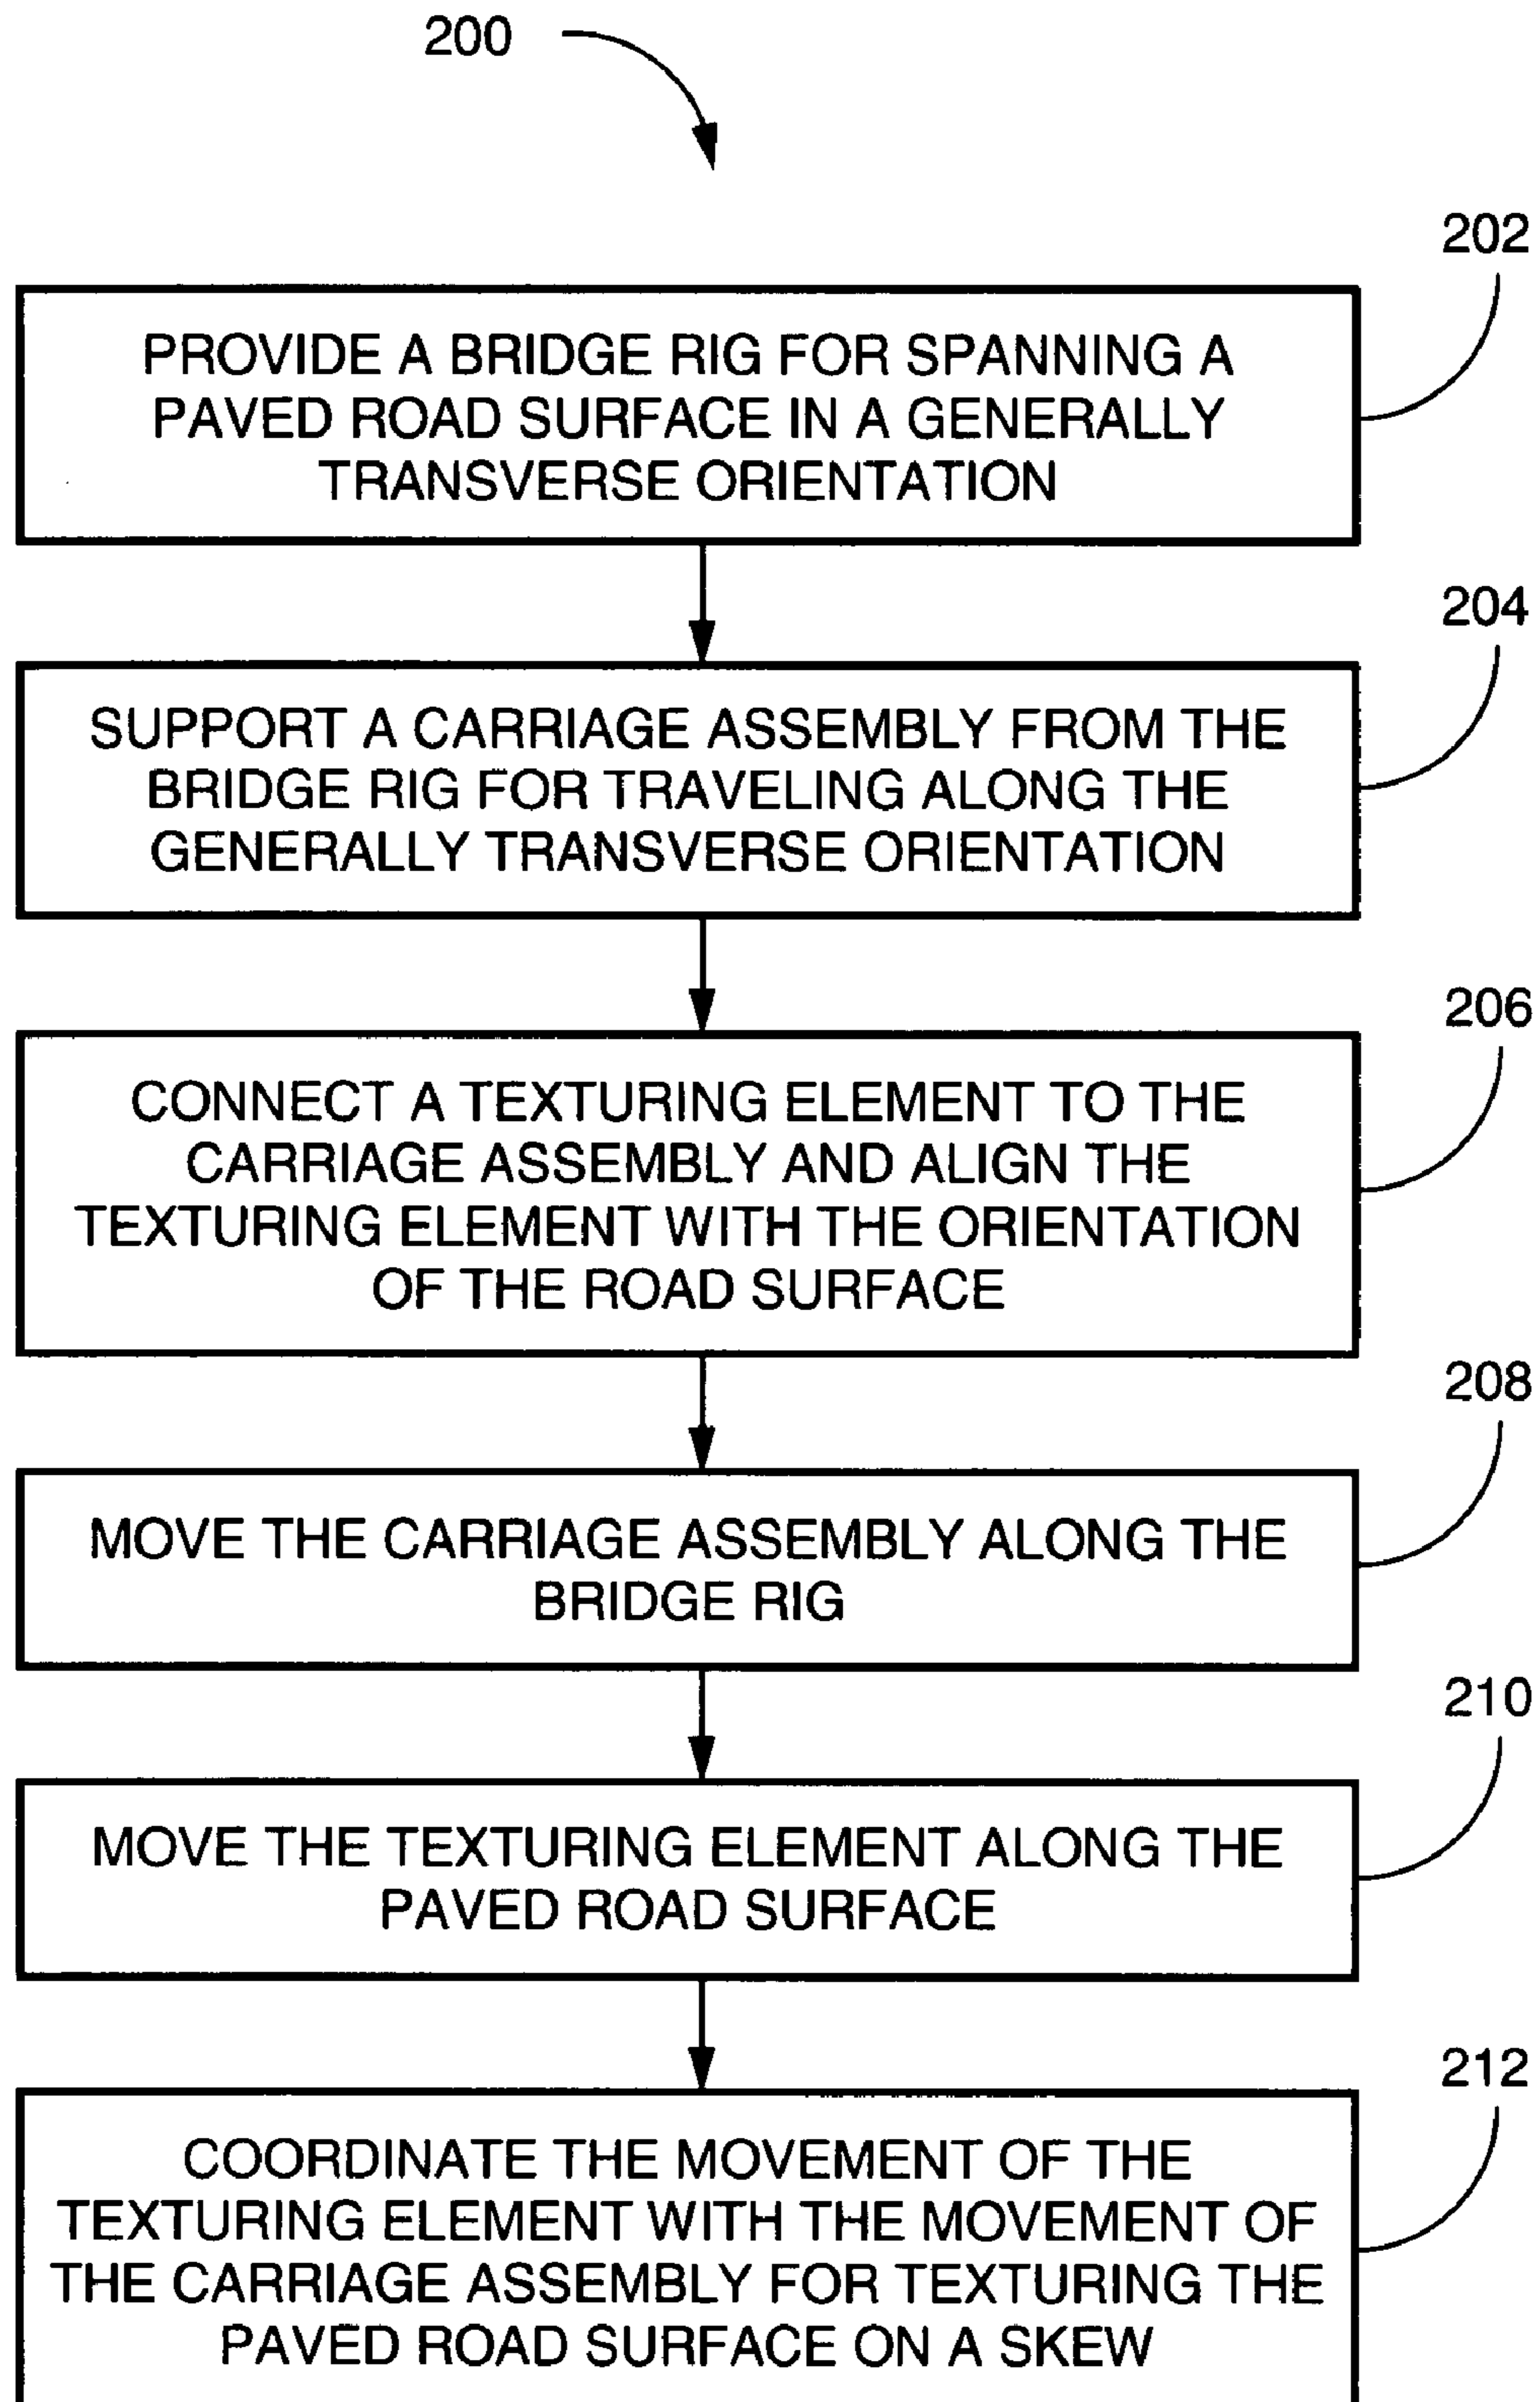 200
202
PROVIDE A BRIDGE RIG FOR SPANNING A
PAVED ROAD SURFACE IN A GENERALLY
TRANSVERSE ORIENTATION
204
SUPPORT A CARRIAGE ASSEMBLY FROM THE
BRIDGE RIG FOR TRAVELING ALONG THE
GENERALLY TRANSVERSE ORIENTATION
206
CONNECT A TEXTURING ELEMENT TO THE
CARRIAGE ASSEMBLY AND ALIGN THE
TEXTURING ELEMENT WITH THE ORIENTATION
OF THE ROAD SURFACE
208
MOVE THE CARRIAGE ASSEMBLY ALONG THE
BRIDGE RIG
210
MOVE THE TEXTURING ELEMENT ALONG THE
PAVED ROAD SURFACE
212
COORDINATE THE MOVEMENT OF THE
TEXTURING ELEMENT WITH THE MOVEMENT OF
THE CARRIAGE ASSEMBLY FOR TEXTURING THE
PAVED ROAD SURFACE ON A SKEW